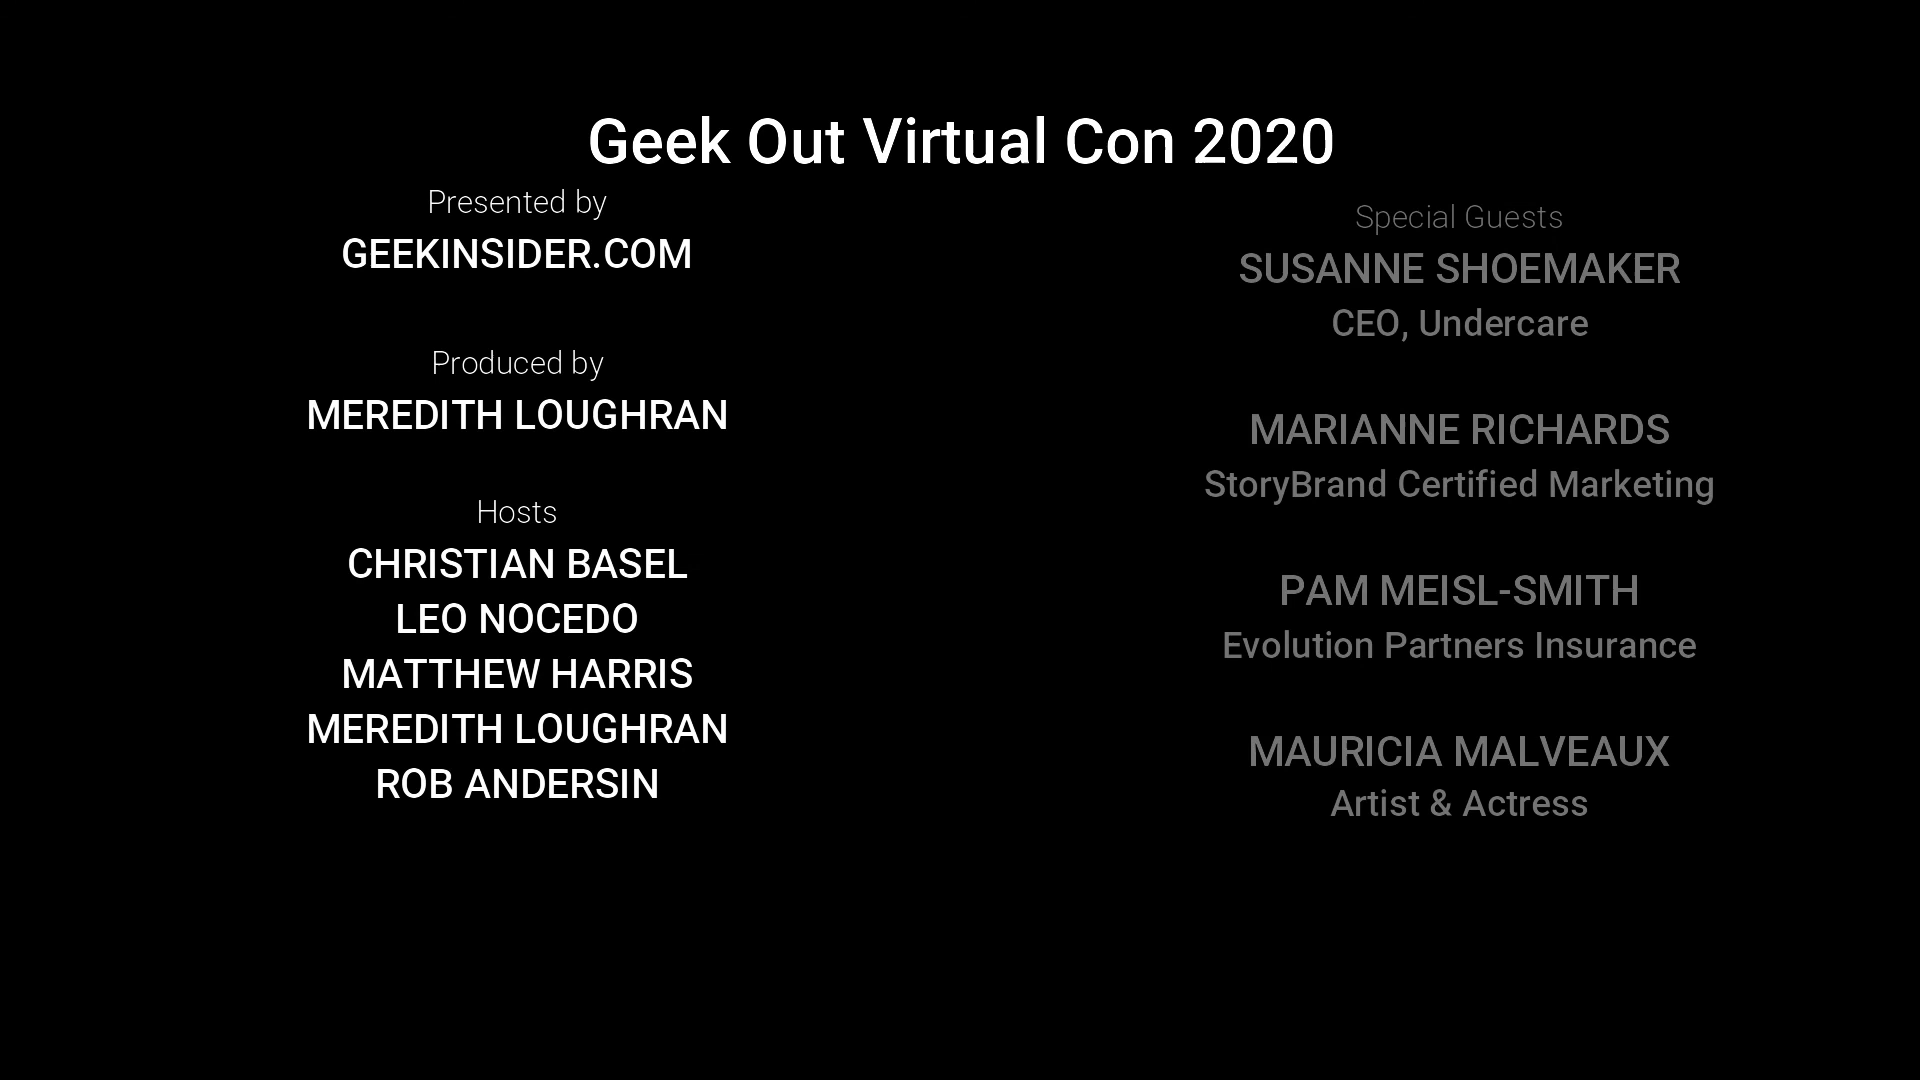 Geek Out Virtual Con 2020
Presented by
GEEKINSIDER.COM
Produced by
MEREDITH LOUGHRAN
Hosts
CHRISTIAN BASEL
LEO NOCEDO
MATTHEW HARRIS
MEREDITH LOUGHRAN
ROB ANDERSIN
Special Guests
SUSANNE SHOEMAKER
CEO, Undercare
MARIANNE RICHARDS
StoryBrand Certified Marketing
PAM MEISL-SMITH
Evolution Partners Insurance
MAURICIA MALVEAUX
Artist & Actress